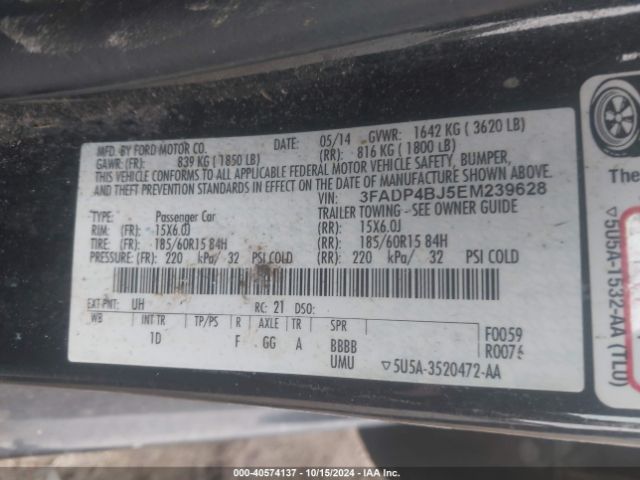 MFD. BY FORD MOTOR CO. DATE: 05/14 GVWR: 1642 KG ( 3620 LB)
GAWR: (FR): 839 KG ( 1850 LB) (RR): 816 KG ( 1800 LB)
THIS VEHICLE CONFORMS TO ALL APPLICABLE FEDERAL MOTOR VEHICLE SAFETY, BUMPER,
AND THEFT PREVENTION STANDARDS IN EFFECT ON THE DATE OF MANUFACTURE SHOWN ABOVE.
VIN: 3FADP4BJ5EM239628
TYPE: Passenger Car TRAILER TOWING - SEE OWNER GUIDE
RIM: (FR): 15X6.0J (RR): 15X6.0J
TIRE: (FR): 185/60R15 84H (RR): 185/60R15 84H
PRESSURE: (FR): 220 kPa/ 32 PSI COLD (RR): 220 kPa/ 32 PSI COLD
EXT PNT: UH RC: 21 DSO:
WB INT TR TP/PS R AXLE TR SPR
1D F GG A BBBB
UMU
F0059
R0076
▽5U5A-3520472-AA
The
▽5U5A-1532-AA (TLU)
000-40574137 - 10/15/2024 - IAA Inc.